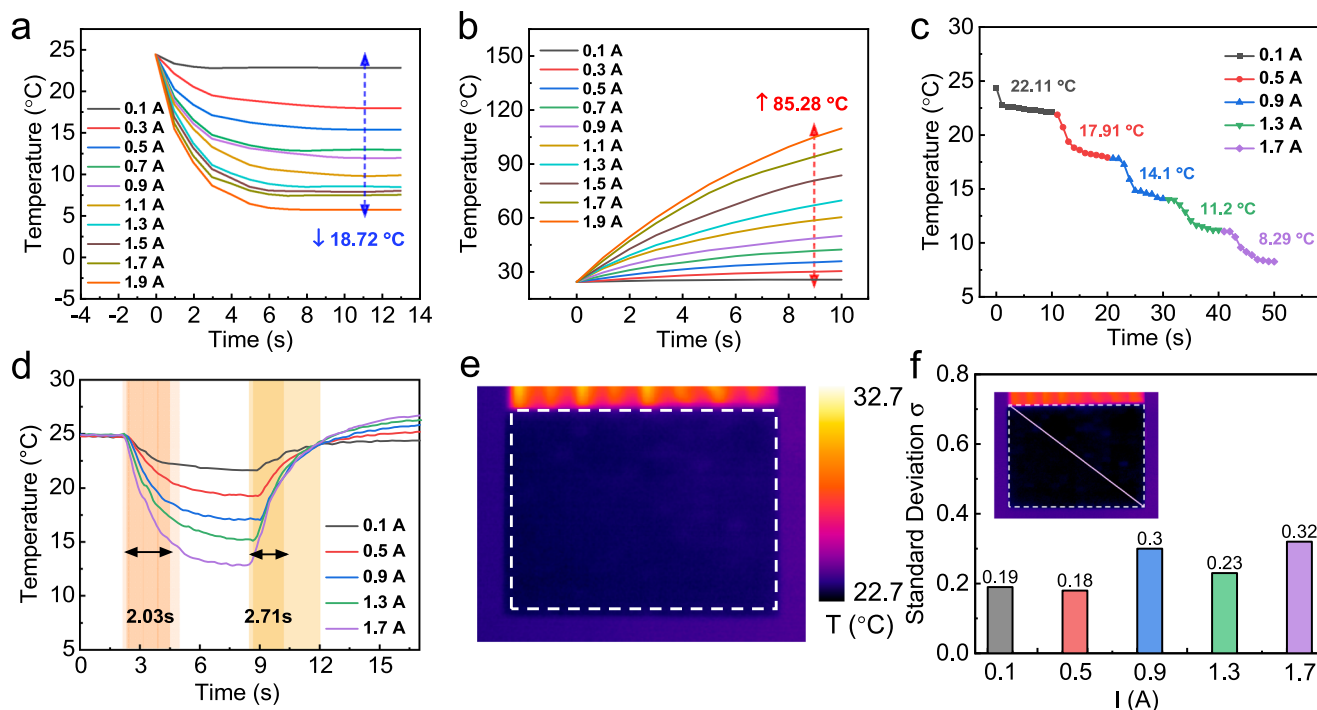 a
Temperature (°C)
25
20
15
10
5
0
-5
0.1 A
0.3 A
0.5 A
0.7 A
0.9 A
1.1 A
1.3 A
1.5 A
1.7 A
1.9 A
↓ 18.72 °C
-4 -2 0 2 4 6 8 10 12 14
Time (s)
b
Temperature (°C)
150
120
90
60
30
0.1 A
0.3 A
0.5 A
0.7 A
0.9 A
1.1 A
1.3 A
1.5 A
1.7 A
1.9 A
↑ 85.28 °C
0 2 4 6 8 10
Time (s)
c
Temperature (°C)
30
25
20
15
10
5
22.11 °C
17.91 °C
14.1 °C
11.2 °C
8.29 °C
0.1 A
0.5 A
0.9 A
1.3 A
1.7 A
0 10 20 30 40 50
Time (s)
d
Temperature (°C)
30
25
20
15
10
5
0.1 A
0.5 A
0.9 A
1.3 A
1.7 A
2.03s
2.71s
0 3 6 9 12 15
Time (s)
e
32.7
22.7
T (°C)
f
Standard Deviation σ
0.8
0.6
0.4
0.2
0.0
0.19
0.18
0.3
0.23
0.32
0.1 0.5 0.9 1.3 1.7
I (A)